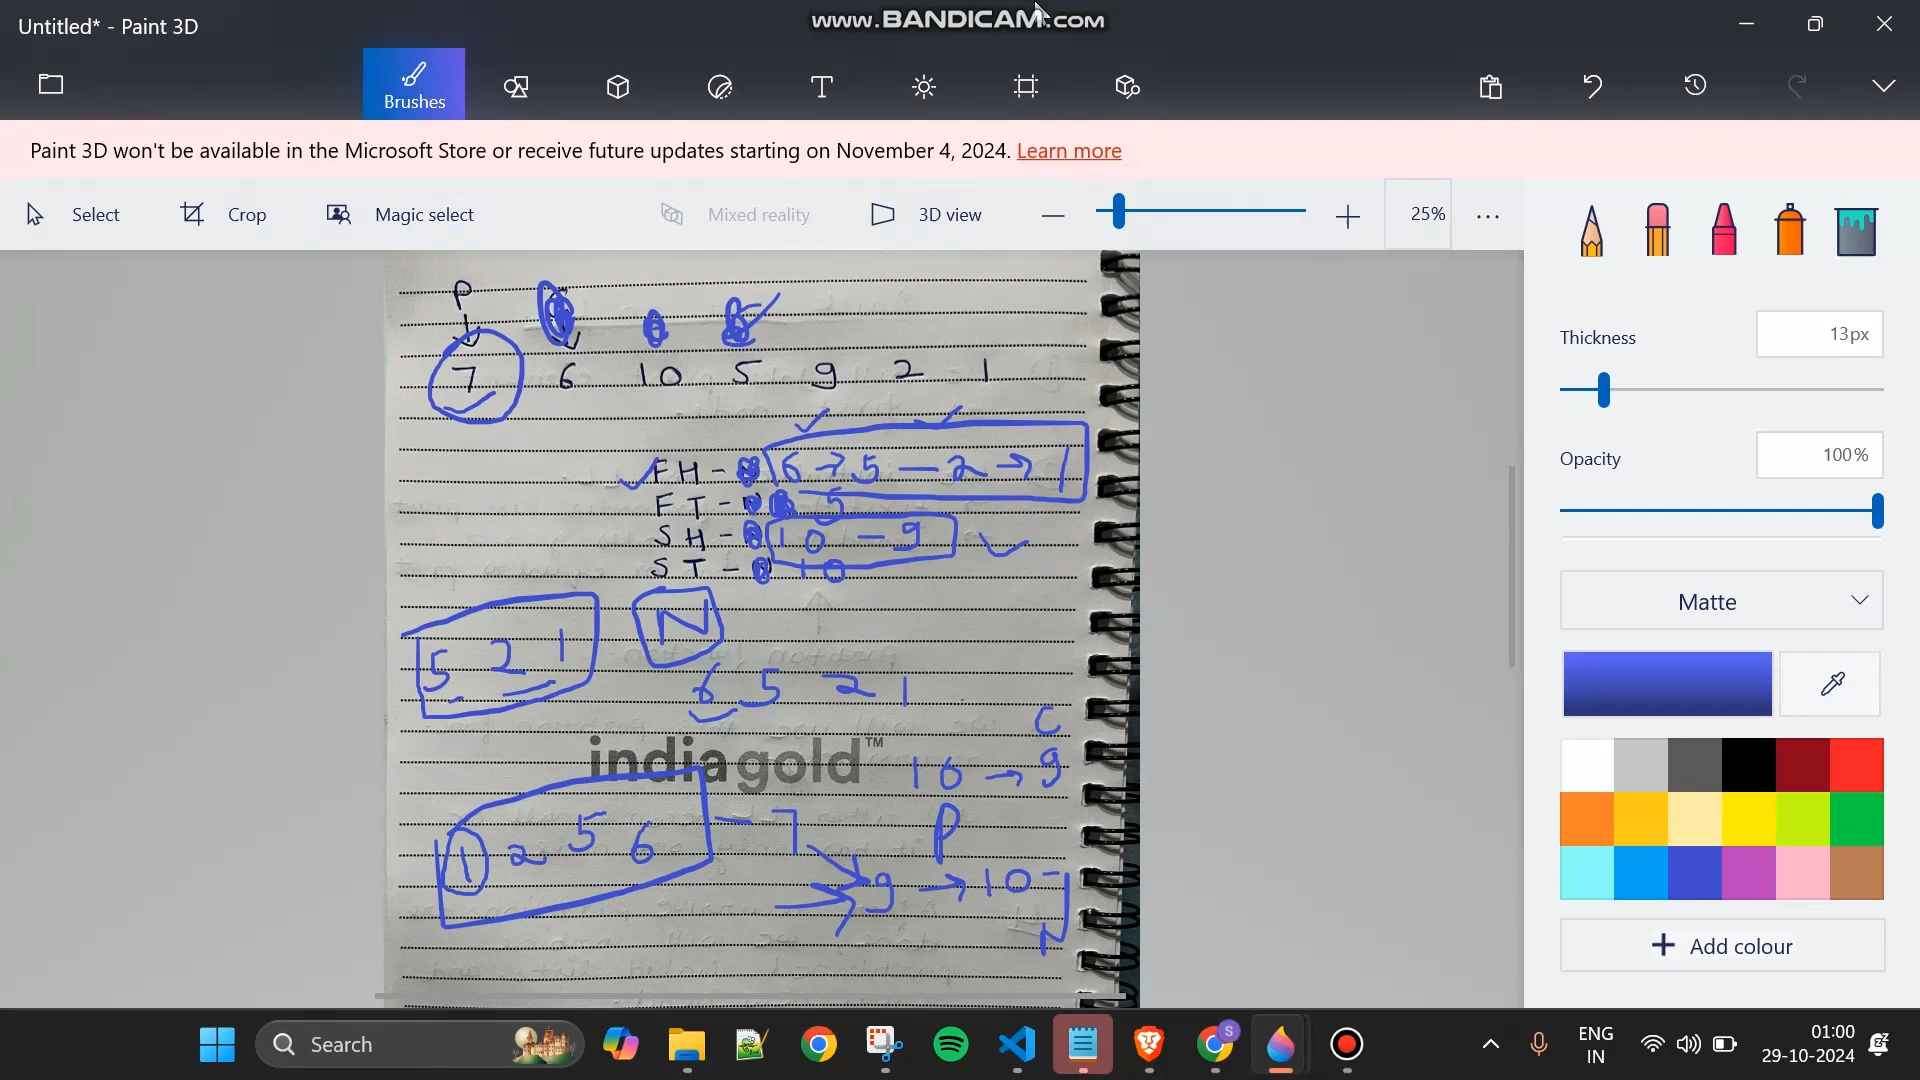 Untitled* - Paint 3D
www.BANDICAM.com
Brushes
Paint 3D won't be available in the Microsoft Store or receive future updates starting on November 4, 2024. Learn more
Select Crop Magic select Mixed reality 3D view 25%
Thickness 13px
Opacity 100%
Matte
Add colour
P
7 6 10 5 9 2 1
FH - 6 → 5 — 2 → 1
FT - 5
SH - 10 — 9
ST - 10
5 2 1 N
6 5 2 1
C
indiagold™
10 → 9
P
1 2 5 6 — 7
9 → 10 -
N
Search
ENG
IN
01:00
29-10-2024